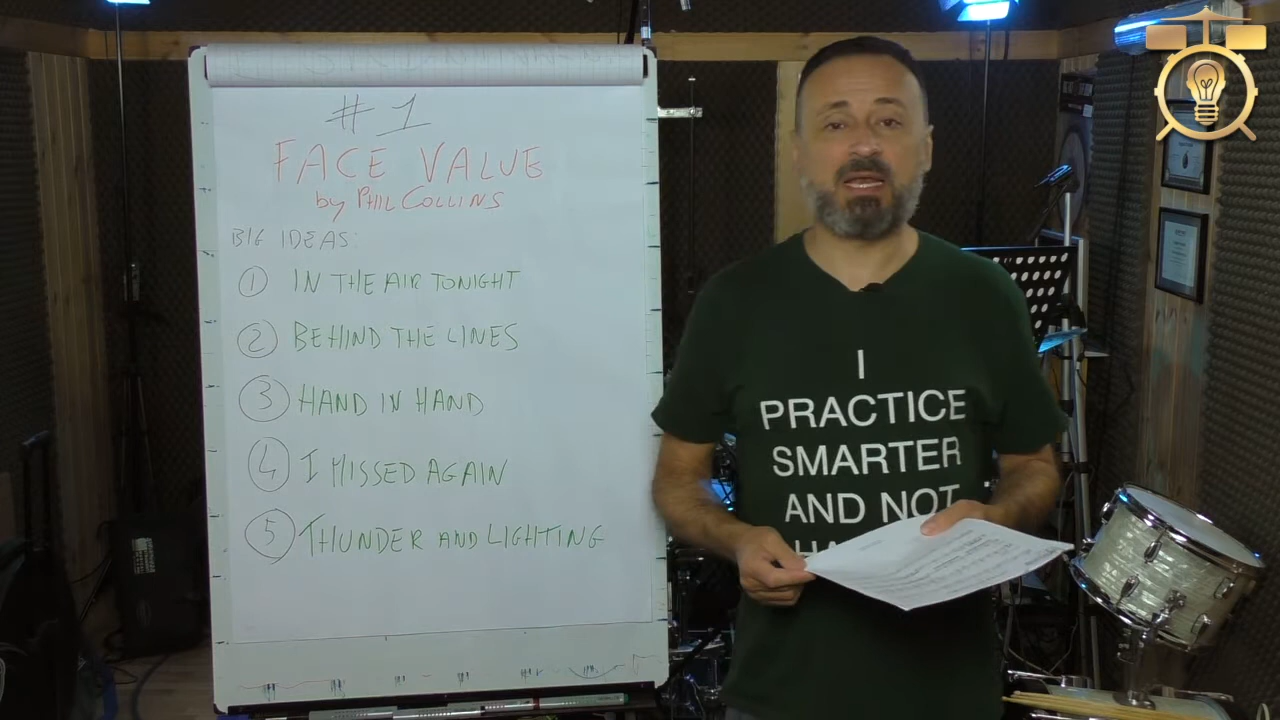 # 1
FACE VALUE
by PHIL COLLINS
BIG IDEAS:
1 IN THE AIR TONIGHT
2 BEHIND THE LINES
3 HAND IN HAND
4 I MISSED AGAIN
5 THUNDER AND LIGHTING
I
PRACTICE
SMARTER
AND NOT